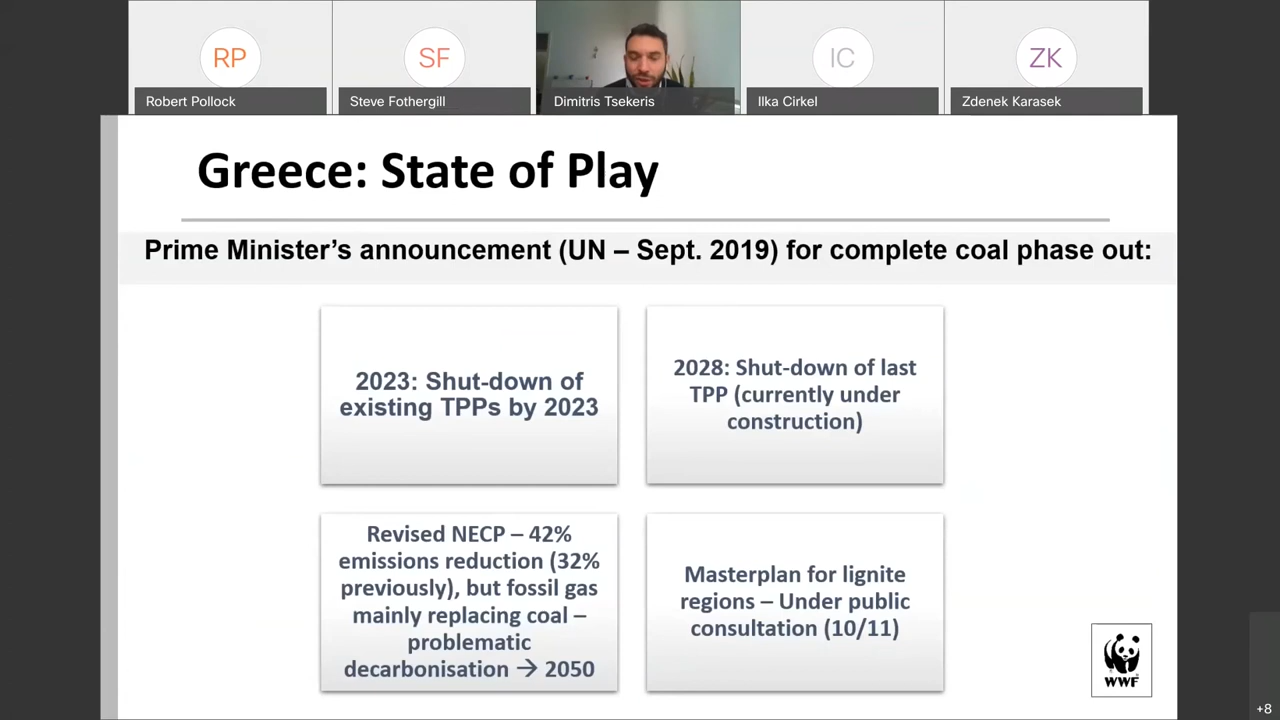 RP
SF
IC
ZK
Robert Pollock
Steve Fothergill
Dimitris Tsekeris
Ilka Cirkel
Zdenek Karasek
Greece: State of Play
Prime Minister’s announcement (UN – Sept. 2019) for complete coal phase out:
2023: Shut-down of
existing TPPs by 2023
2028: Shut-down of last
TPP (currently under
construction)
Revised NECP – 42%
emissions reduction (32%
previously), but fossil gas
mainly replacing coal –
problematic
decarbonisation → 2050
Masterplan for lignite
regions – Under public
consultation (10/11)
WWF
+8